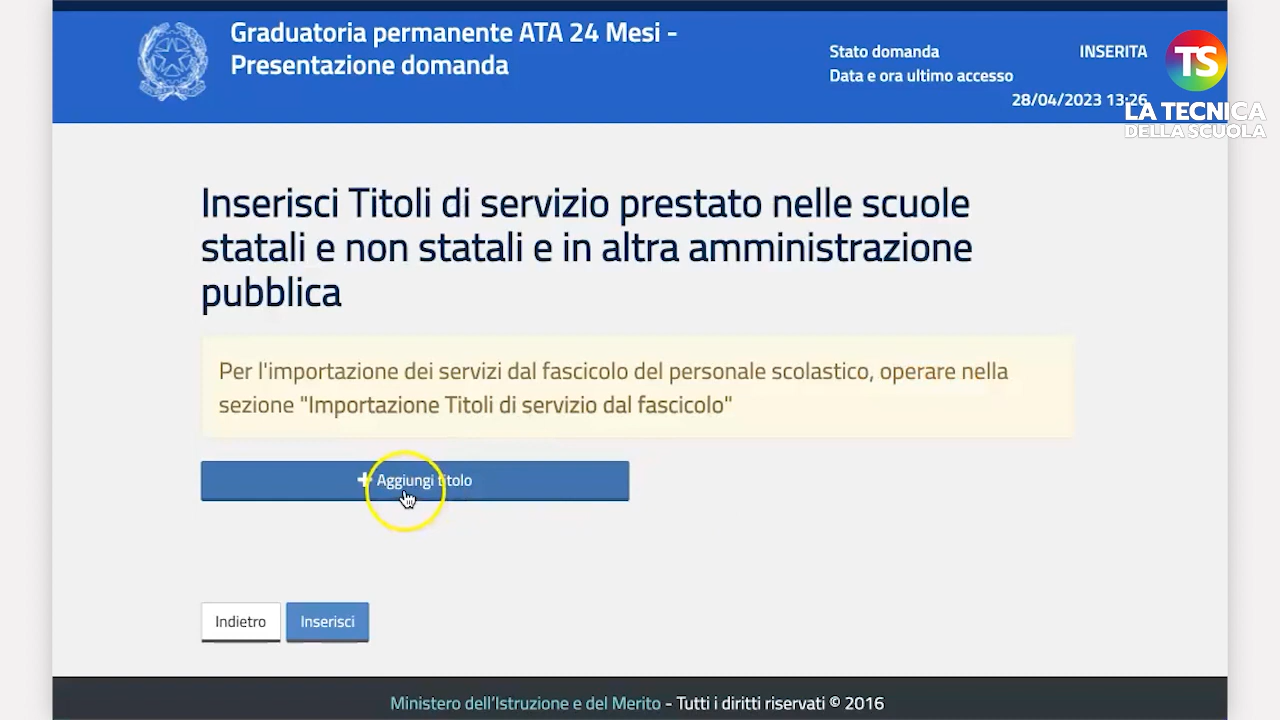 Graduatoria permanente ATA 24 Mesi -
Presentazione domanda
Stato domanda INSERITA
Data e ora ultimo accesso
28/04/2023 13:26
TS
LA TECNICA
DELLA SCUOLA
Inserisci Titoli di servizio prestato nelle scuole
statali e non statali e in altra amministrazione
pubblica
Per l'importazione dei servizi dal fascicolo del personale scolastico, operare nella
sezione "Importazione Titoli di servizio dal fascicolo"
+ Aggiungi titolo
Indietro Inserisci
Ministero dell'Istruzione e del Merito - Tutti i diritti riservati © 2016